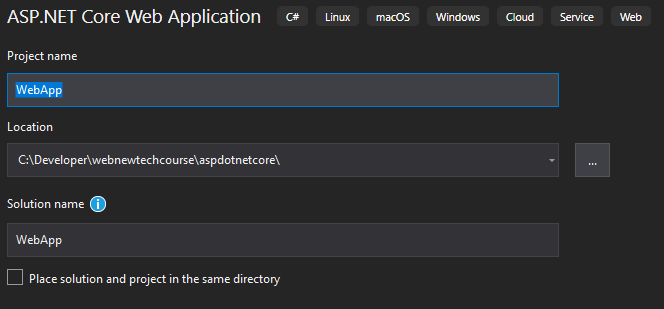 ASP.NET Core Web Application C# Linux macOS Windows Cloud Service Web
Project name
WebApp
Location
C:\Developer\webnewtechcourse\aspdotnetcore\
...
Solution name i
WebApp
Place solution and project in the same directory